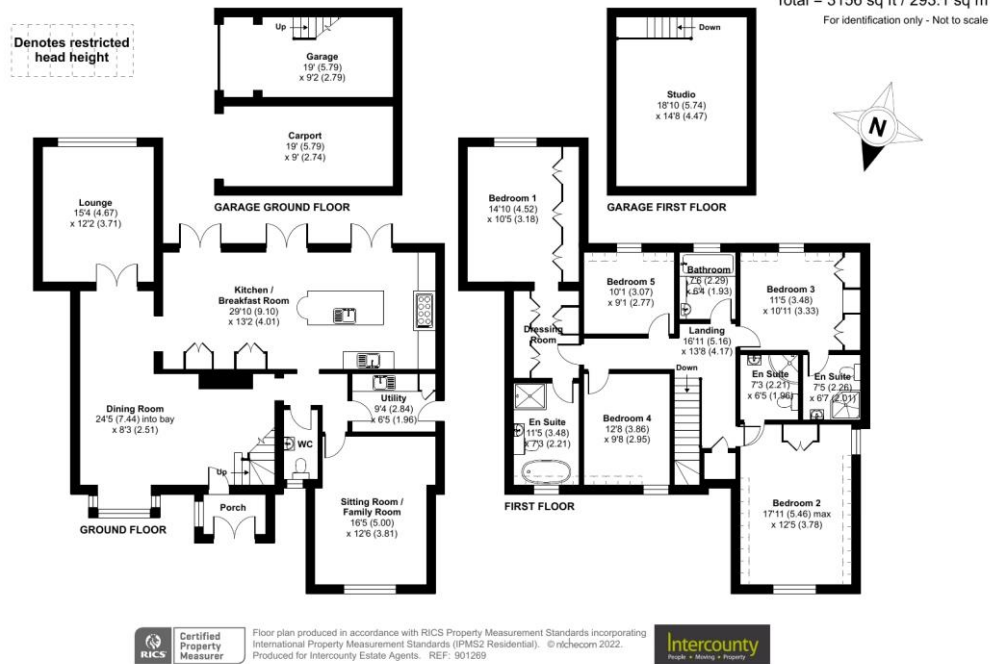 Total = 3156 sq ft / 293.1 sq m
For identification only - Not to scale
Denotes restricted
head height
Up
Garage
19' (5.79)
x 9'2 (2.79)
Carport
19' (5.79)
x 9' (2.74)
GARAGE GROUND FLOOR
Down
Studio
18'10 (5.74)
x 14'8 (4.47)
GARAGE FIRST FLOOR
N
Lounge
15'4 (4.67)
x 12'2 (3.71)
Kitchen /
Breakfast Room
29'10 (9.10)
x 13'2 (4.01)
Dining Room
24'5 (7.44) into bay
x 8'3 (2.51)
Utility
9'4 (2.84)
x 6'5 (1.96)
WC
Up
Porch
Sitting Room /
Family Room
16'5 (5.00)
x 12'6 (3.81)
GROUND FLOOR
Bedroom 1
14'10 (4.52)
x 10'5 (3.18)
Bedroom 5
10'1 (3.07)
x 9'1 (2.77)
Bathroom
7'6 (2.29)
x 6'4 (1.93)
Bedroom 3
11'5 (3.48)
x 10'11 (3.33)
Dressing
Room
Landing
16'11 (5.16)
x 13'8 (4.17)
Down
En Suite
7'3 (2.21)
x 6'5 (1.96)
En Suite
7'5 (2.26)
x 6'7 (2.01)
En Suite
11'5 (3.48)
x 7'3 (2.21)
Bedroom 4
12'8 (3.86)
x 9'8 (2.95)
Bedroom 2
17'11 (5.46) max
x 12'5 (3.78)
FIRST FLOOR
RICS
Certified
Property
Measurer
Floor plan produced in accordance with RICS Property Measurement Standards incorporating
International Property Measurement Standards (IPMS2 Residential). © nichecom 2022.
Produced for Intercounty Estate Agents. REF: 901269
Intercounty
People • Moving • Property